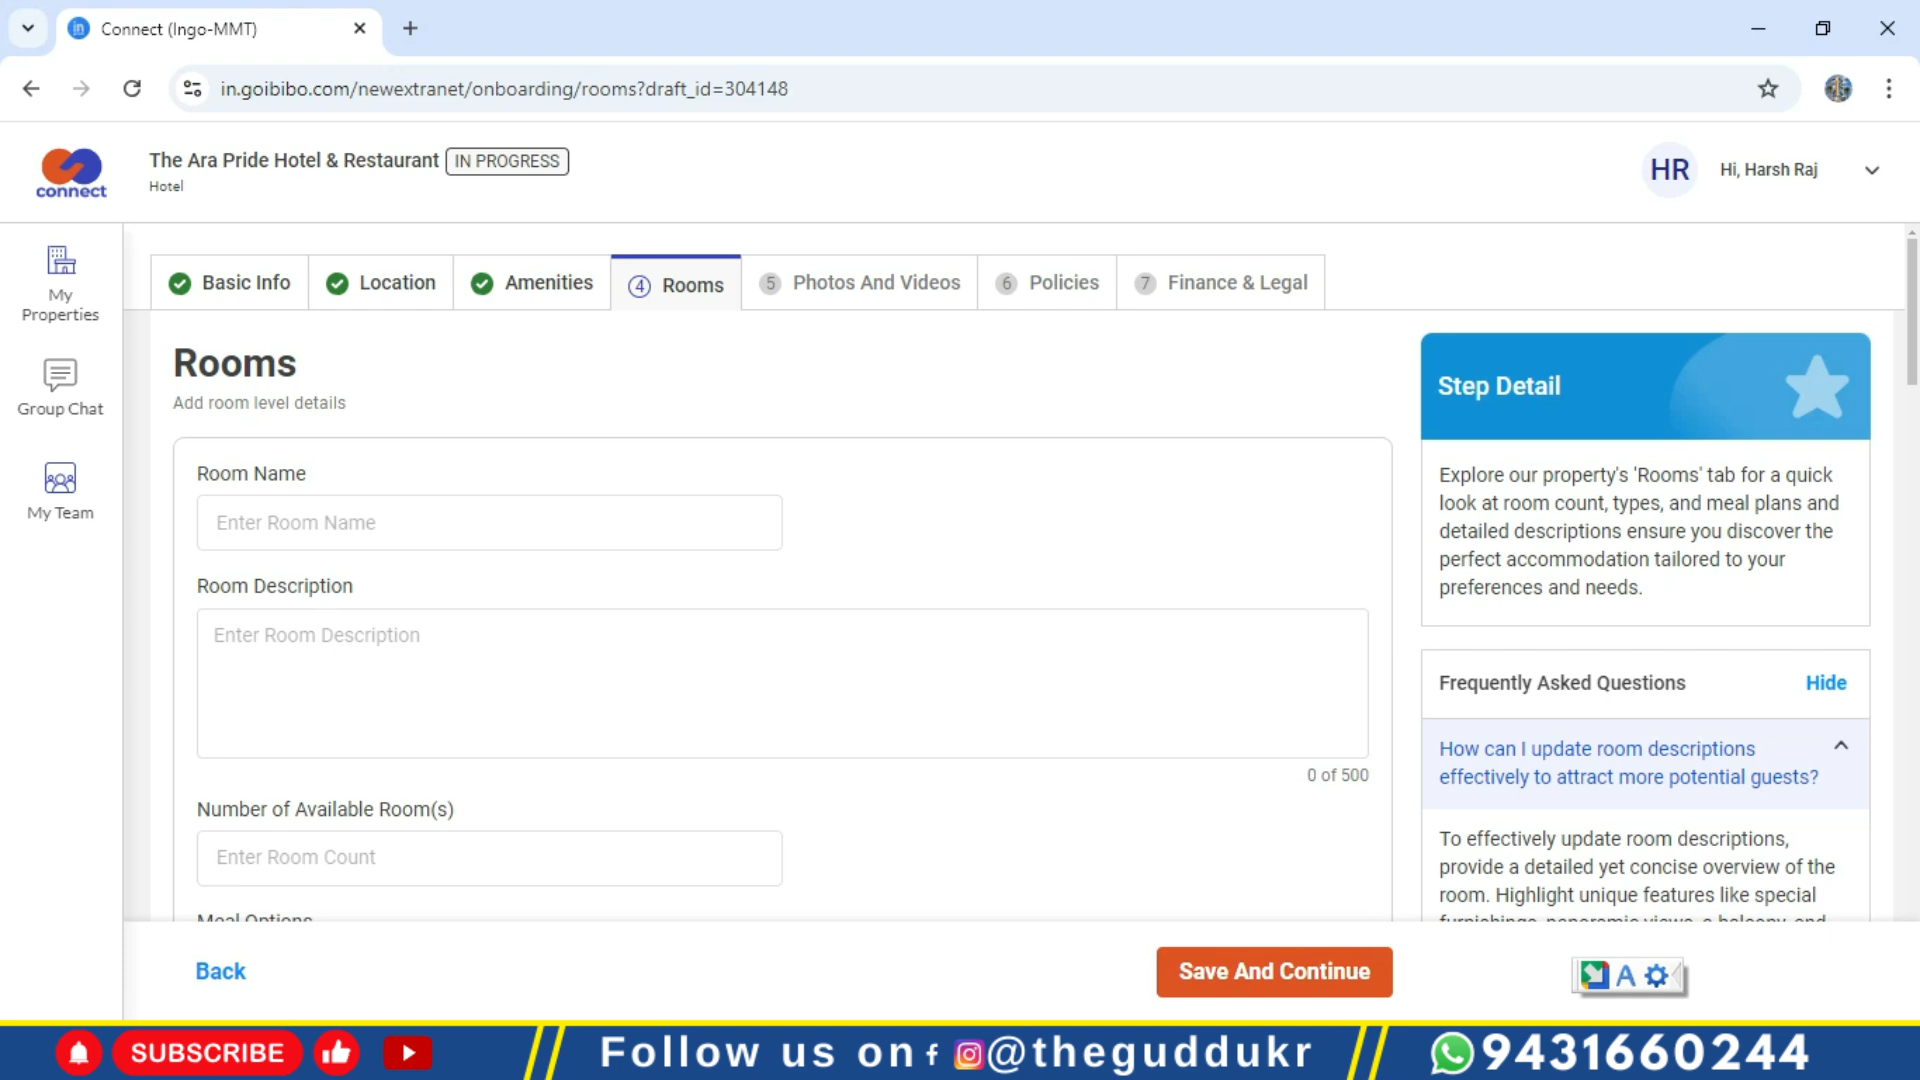 Connect (Ingo-MMT)
in.goibibo.com/newextranet/onboarding/rooms?draft_id=304148
connect
The Ara Pride Hotel & Restaurant IN PROGRESS
Hotel
HR Hi, Harsh Raj
My
Properties
Group Chat
My Team
Basic Info
Location
Amenities
4 Rooms
5 Photos And Videos
6 Policies
7 Finance & Legal
Rooms
Add room level details
Room Name
Enter Room Name
Room Description
Enter Room Description
0 of 500
Number of Available Room(s)
Enter Room Count
Meal Options
Step Detail
Explore our property's 'Rooms' tab for a quick
look at room count, types, and meal plans and
detailed descriptions ensure you discover the
perfect accommodation tailored to your
preferences and needs.
Frequently Asked Questions Hide
How can I update room descriptions
effectively to attract more potential guests?
To effectively update room descriptions,
provide a detailed yet concise overview of the
room. Highlight unique features like special
furnishings, panoramic views, a balcony, and
Back
Save And Continue
A
SUBSCRIBE
Follow us on f @theguddukr
9431660244